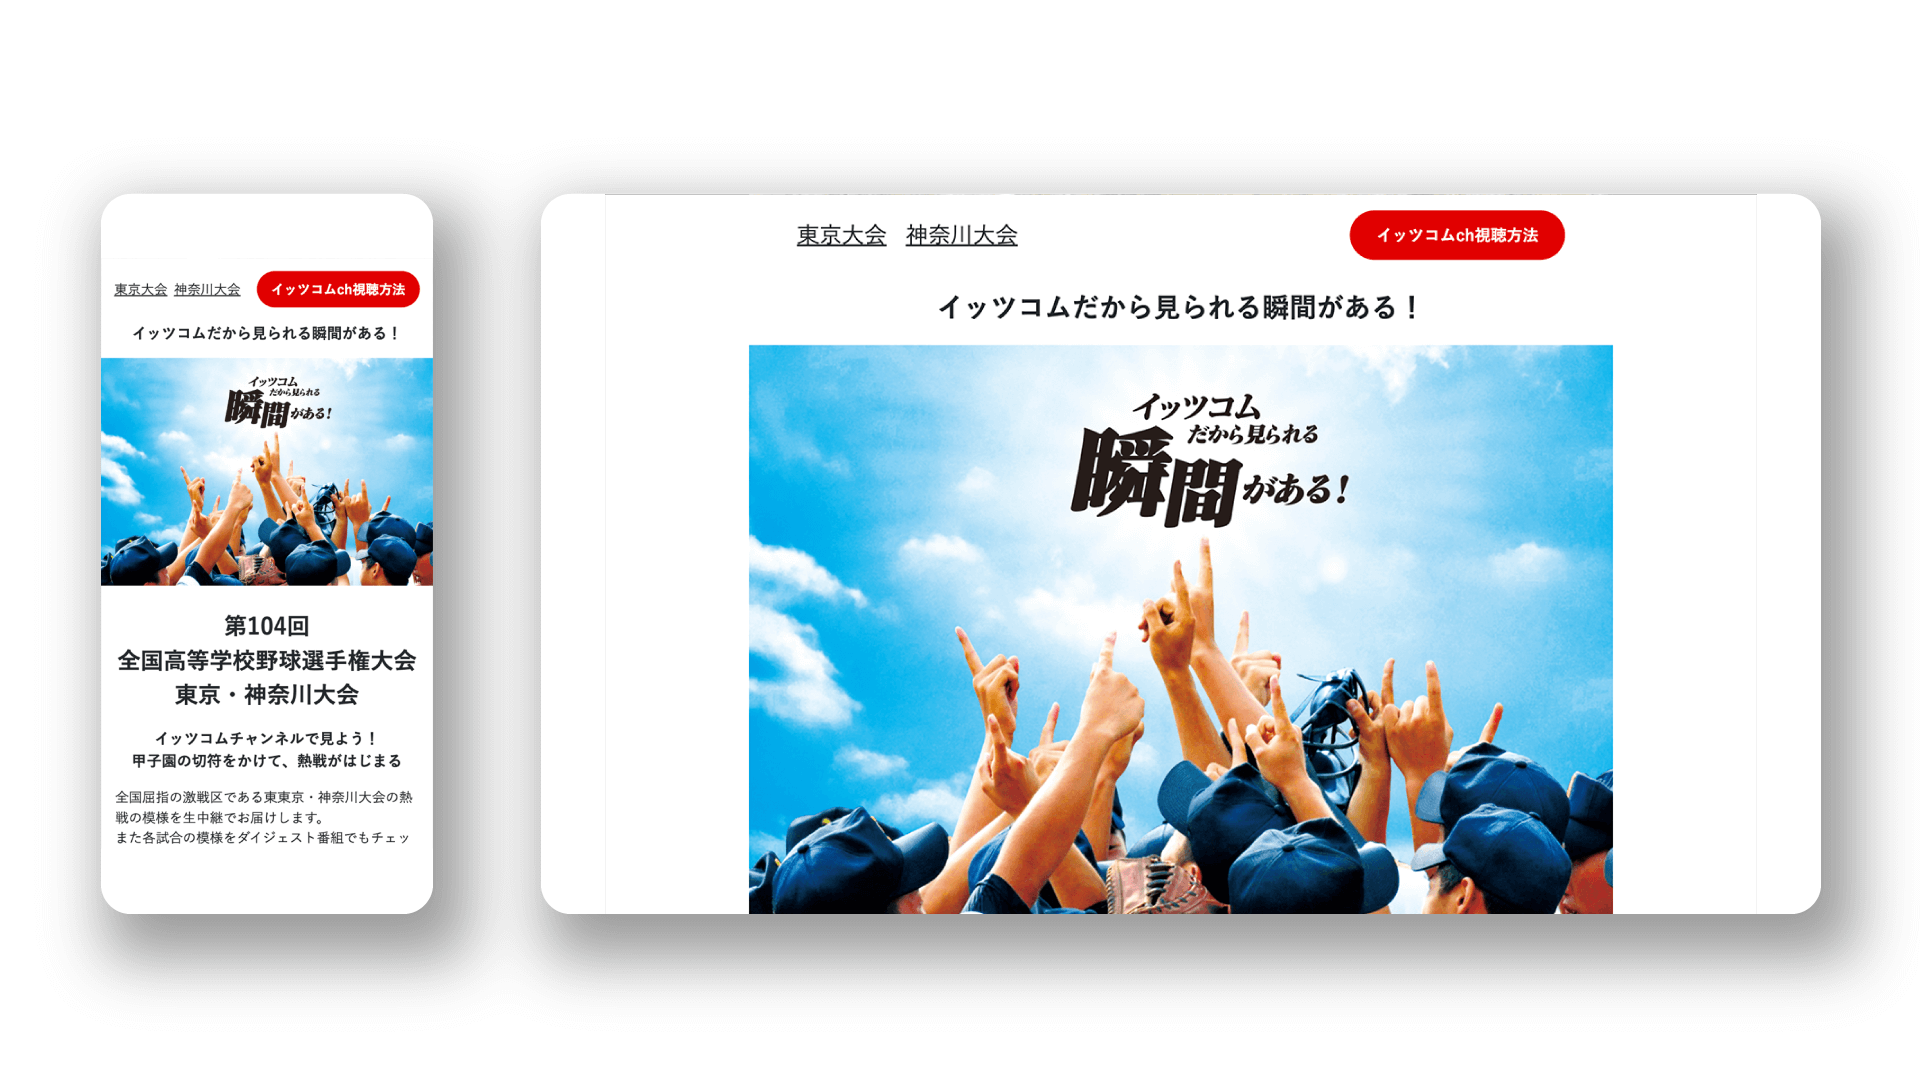 東京大会 神奈川大会 イッツコムch視聴方法
イッツコムだから見られる瞬間がある！
イッツコム
だから見られる
瞬間がある！
第104回
全国高等学校野球選手権大会
東京・神奈川大会
イッツコムチャンネルで見よう！
甲子園の切符をかけて、熱戦がはじまる
全国屈指の激戦区である東東京・神奈川大会の熱
戦の模様を生中継でお届けします。
また各試合の模様をダイジェスト番組でもチェッ
東京大会 神奈川大会 イッツコムch視聴方法
イッツコムだから見られる瞬間がある！
イッツコム
だから見られる
瞬間がある！